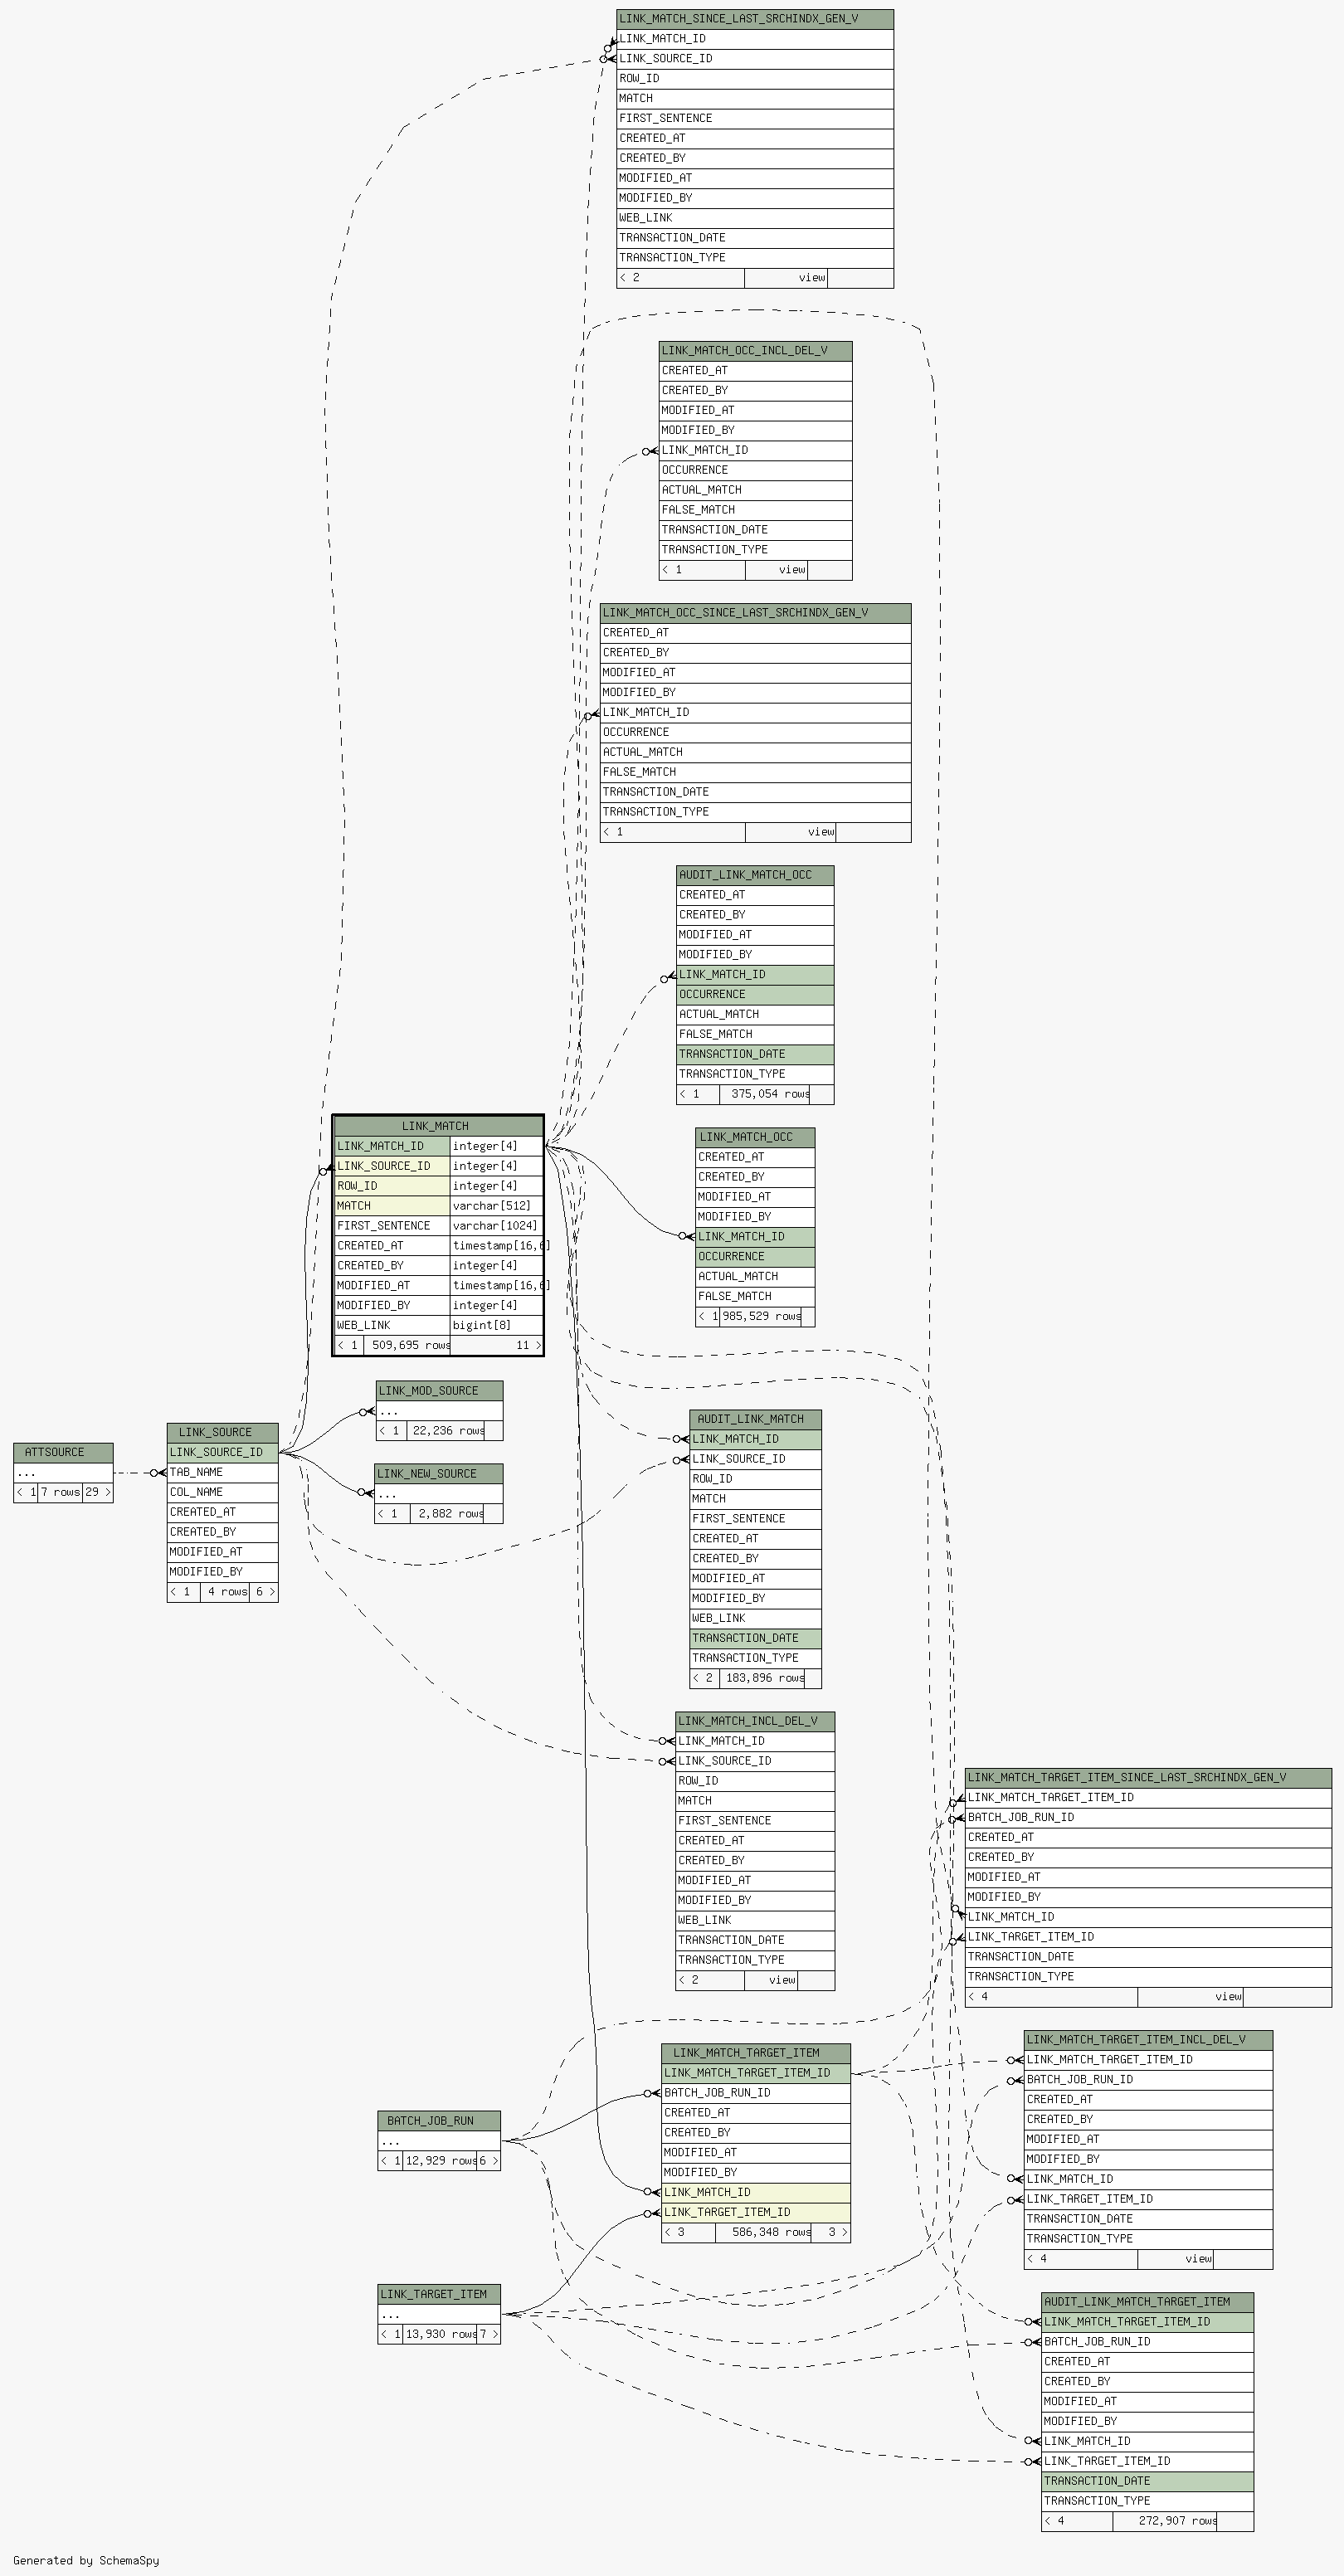 LINK_MATCH_SINCE_LAST_SRCHINDX_GEN_V
LINK_MATCH_ID
LINK_SOURCE_ID
ROW_ID
MATCH
FIRST_SENTENCE
CREATED_AT
CREATED_BY
MODIFIED_AT
MODIFIED_BY
WEB_LINK
TRANSACTION_DATE
TRANSACTION_TYPE
< 2 view
LINK_MATCH_OCC_INCL_DEL_V
CREATED_AT
CREATED_BY
MODIFIED_AT
MODIFIED_BY
LINK_MATCH_ID
OCCURRENCE
ACTUAL_MATCH
FALSE_MATCH
TRANSACTION_DATE
TRANSACTION_TYPE
< 1 view
LINK_MATCH_OCC_SINCE_LAST_SRCHINDX_GEN_V
CREATED_AT
CREATED_BY
MODIFIED_AT
MODIFIED_BY
LINK_MATCH_ID
OCCURRENCE
ACTUAL_MATCH
FALSE_MATCH
TRANSACTION_DATE
TRANSACTION_TYPE
< 1 view
AUDIT_LINK_MATCH_OCC
CREATED_AT
CREATED_BY
MODIFIED_AT
MODIFIED_BY
LINK_MATCH_ID
OCCURRENCE
ACTUAL_MATCH
FALSE_MATCH
TRANSACTION_DATE
TRANSACTION_TYPE
< 1 375,054 rows
LINK_MATCH
LINK_MATCH_ID integer[4]
LINK_SOURCE_ID integer[4]
ROW_ID integer[4]
MATCH varchar[512]
FIRST_SENTENCE varchar[1024]
CREATED_AT timestamp[16,6]
CREATED_BY integer[4]
MODIFIED_AT timestamp[16,6]
MODIFIED_BY integer[4]
WEB_LINK bigint[8]
< 1 509,695 rows 11 >
LINK_MATCH_OCC
CREATED_AT
CREATED_BY
MODIFIED_AT
MODIFIED_BY
LINK_MATCH_ID
OCCURRENCE
ACTUAL_MATCH
FALSE_MATCH
< 1 985,529 rows
LINK_MOD_SOURCE
...
< 1 22,236 rows
LINK_NEW_SOURCE
...
< 1 2,882 rows
ATTSOURCE
...
< 1 7 rows 29 >
LINK_SOURCE
LINK_SOURCE_ID
TAB_NAME
COL_NAME
CREATED_AT
CREATED_BY
MODIFIED_AT
MODIFIED_BY
< 1 4 rows 6 >
AUDIT_LINK_MATCH
LINK_MATCH_ID
LINK_SOURCE_ID
ROW_ID
MATCH
FIRST_SENTENCE
CREATED_AT
CREATED_BY
MODIFIED_AT
MODIFIED_BY
WEB_LINK
TRANSACTION_DATE
TRANSACTION_TYPE
< 2 183,896 rows
LINK_MATCH_INCL_DEL_V
LINK_MATCH_ID
LINK_SOURCE_ID
ROW_ID
MATCH
FIRST_SENTENCE
CREATED_AT
CREATED_BY
MODIFIED_AT
MODIFIED_BY
WEB_LINK
TRANSACTION_DATE
TRANSACTION_TYPE
< 2 view
LINK_MATCH_TARGET_ITEM_SINCE_LAST_SRCHINDX_GEN_V
LINK_MATCH_TARGET_ITEM_ID
BATCH_JOB_RUN_ID
CREATED_AT
CREATED_BY
MODIFIED_AT
MODIFIED_BY
LINK_MATCH_ID
LINK_TARGET_ITEM_ID
TRANSACTION_DATE
TRANSACTION_TYPE
< 4 view
LINK_MATCH_TARGET_ITEM
LINK_MATCH_TARGET_ITEM_ID
BATCH_JOB_RUN_ID
CREATED_AT
CREATED_BY
MODIFIED_AT
MODIFIED_BY
LINK_MATCH_ID
LINK_TARGET_ITEM_ID
< 3 586,348 rows 3 >
BATCH_JOB_RUN
...
< 1 12,929 rows 6 >
LINK_TARGET_ITEM
...
< 1 13,930 rows 7 >
LINK_MATCH_TARGET_ITEM_INCL_DEL_V
LINK_MATCH_TARGET_ITEM_ID
BATCH_JOB_RUN_ID
CREATED_AT
CREATED_BY
MODIFIED_AT
MODIFIED_BY
LINK_MATCH_ID
LINK_TARGET_ITEM_ID
TRANSACTION_DATE
TRANSACTION_TYPE
< 4 view
AUDIT_LINK_MATCH_TARGET_ITEM
LINK_MATCH_TARGET_ITEM_ID
BATCH_JOB_RUN_ID
CREATED_AT
CREATED_BY
MODIFIED_AT
MODIFIED_BY
LINK_MATCH_ID
LINK_TARGET_ITEM_ID
TRANSACTION_DATE
TRANSACTION_TYPE
< 4 272,907 rows
Generated by SchemaSpy